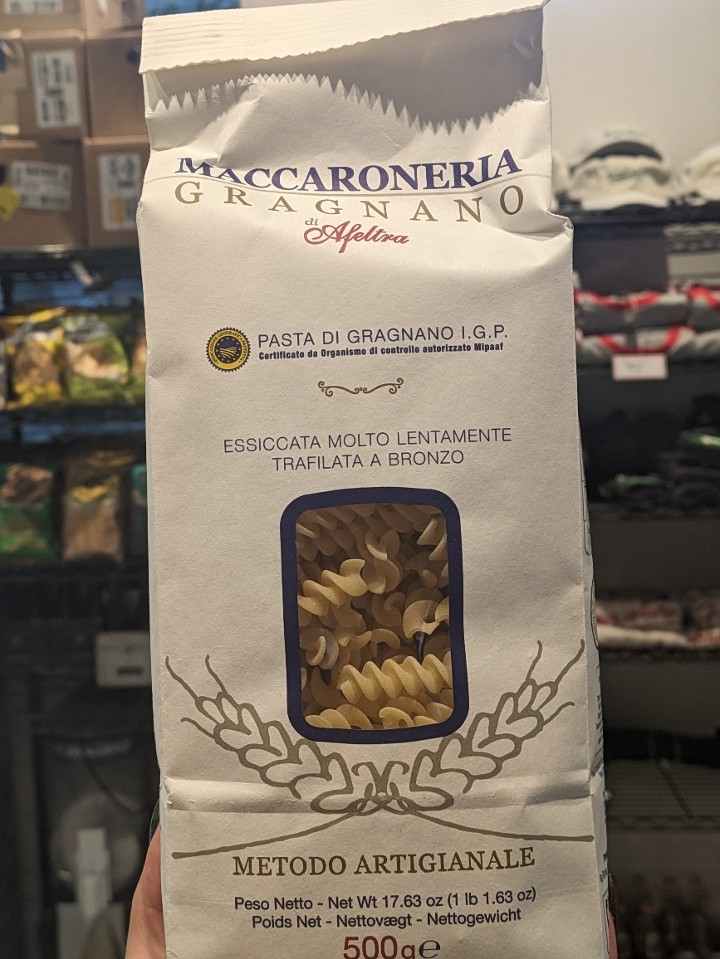 MACCARONERIA
GRAGNANO
di
Afeltra
PASTA DI GRAGNANO I.G.P.
Certificato da Organismo di controllo autorizzato Mipaaf
ESSICCATA MOLTO LENTAMENTE
TRAFILATA A BRONZO
METODO ARTIGIANALE
Peso Netto - Net Wt 17.63 oz (1 lb 1.63 oz)
Poids Net - Nettovægt - Nettogewicht
500g℮